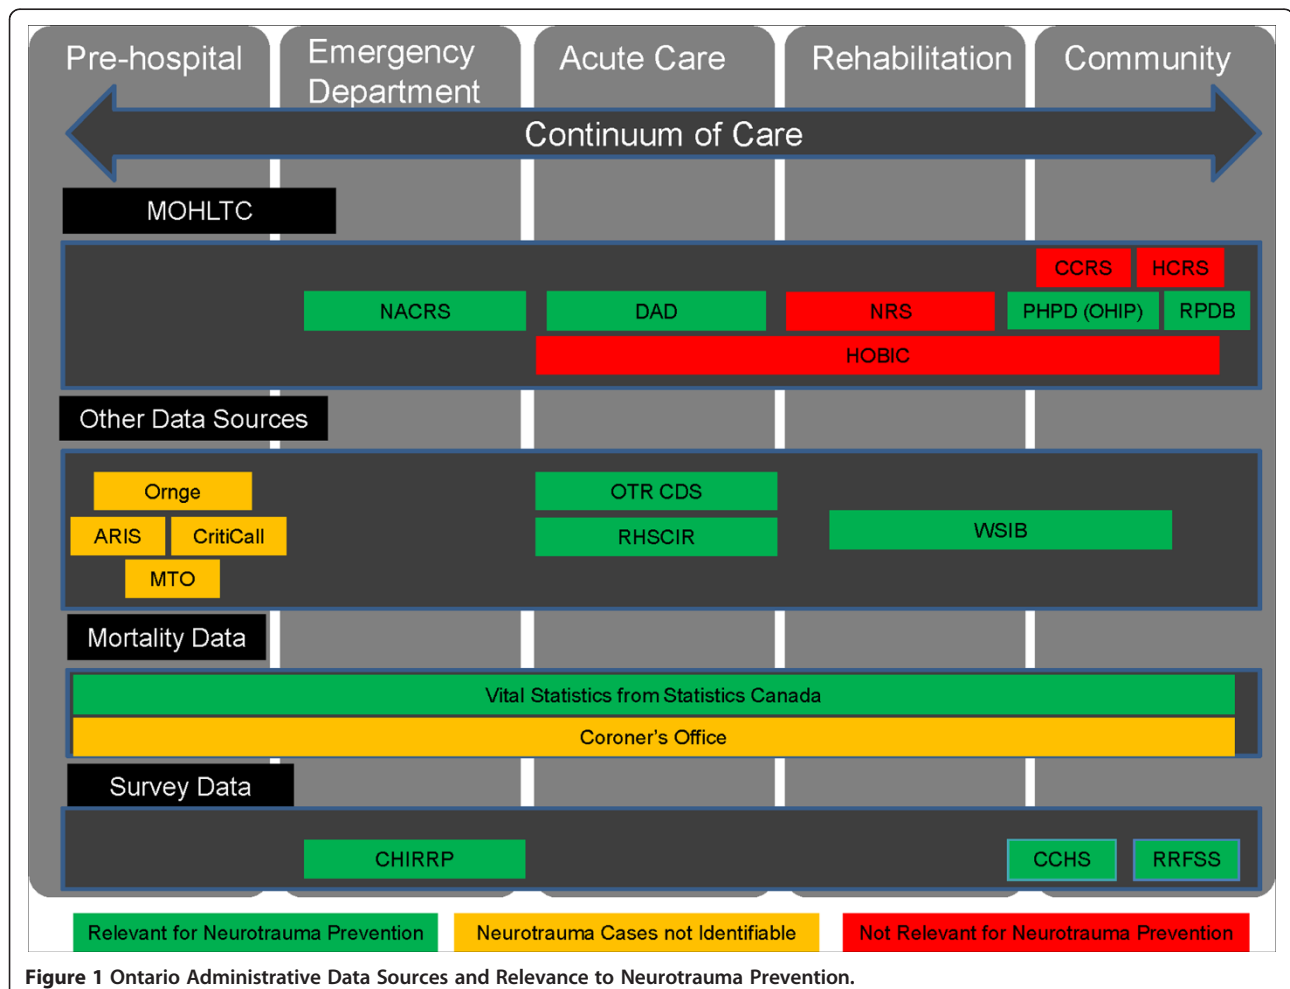 Pre-hospital
Emergency
Department
Acute Care
Rehabilitation
Community
Continuum of Care
MOHLTC
CCRS
HCRS
NACRS
DAD
NRS
PHPD (OHIP)
RPDB
HOBIC
Other Data Sources
Ornge
OTR CDS
ARIS
CritiCall
RHSCIR
WSIB
MTO
Mortality Data
Vital Statistics from Statistics Canada
Coroner's Office
Survey Data
CHIRRP
CCHS
RRFSS
Relevant for Neurotrauma Prevention
Neurotrauma Cases not Identifiable
Not Relevant for Neurotrauma Prevention
Figure 1 Ontario Administrative Data Sources and Relevance to Neurotrauma Prevention.